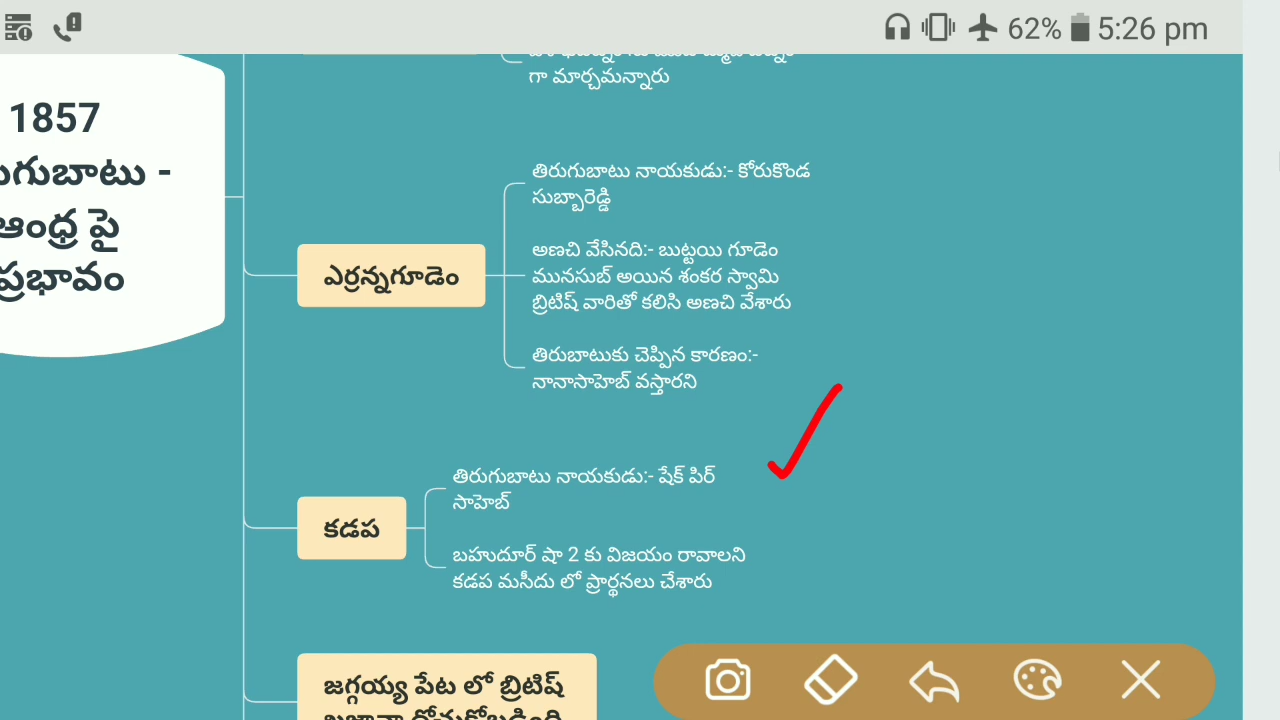 62% 5:26 pm
గా మార్చమన్నారు
1857
ఆంధ్ర పై
ప్రభావం
తిరుగుబాటు నాయకుడు:- కోరుకొండ
సుబ్బారెడ్డి
ఎర్రన్నగూడెం
అణచి వేసినది:- బుట్టయి గూడెం
మునసుబ్ అయిన శంకర స్వామి
బ్రిటిష్ వారితో కలిసి అణచి వేశారు
తిరుబాటుకు చెప్పిన కారణం:-
నానాసాహెబ్ వస్తారని
కడప
తిరుగుబాటు నాయకుడు:- షేక్ పిర్
సాహెబ్
బహుదూర్ షా 2 కు విజయం రావాలని
కడప మసీదు లో ప్రార్థనలు చేశారు
జగ్గయ్య పేట లో బ్రిటిష్